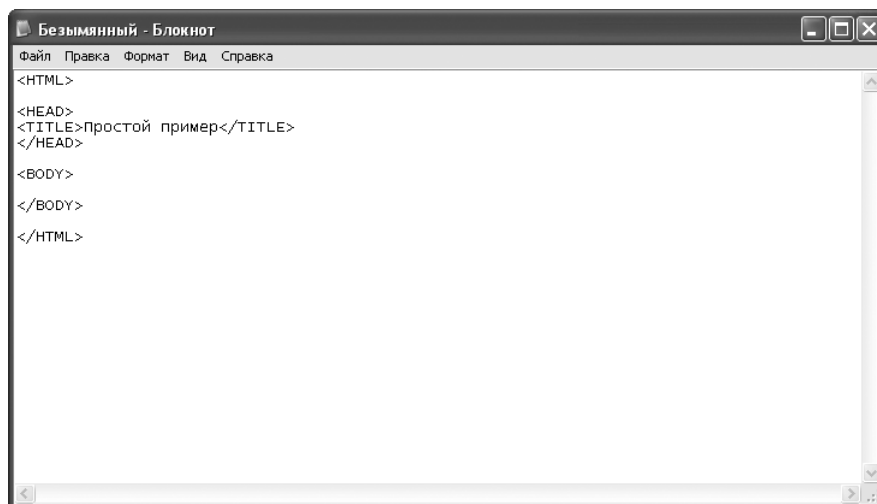 Безымянный - Блокнот
Файл Правка Формат Вид Справка
<HTML>
<HEAD>
<TITLE>Простой пример</TITLE>
</HEAD>
<BODY>
</BODY>
</HTML>